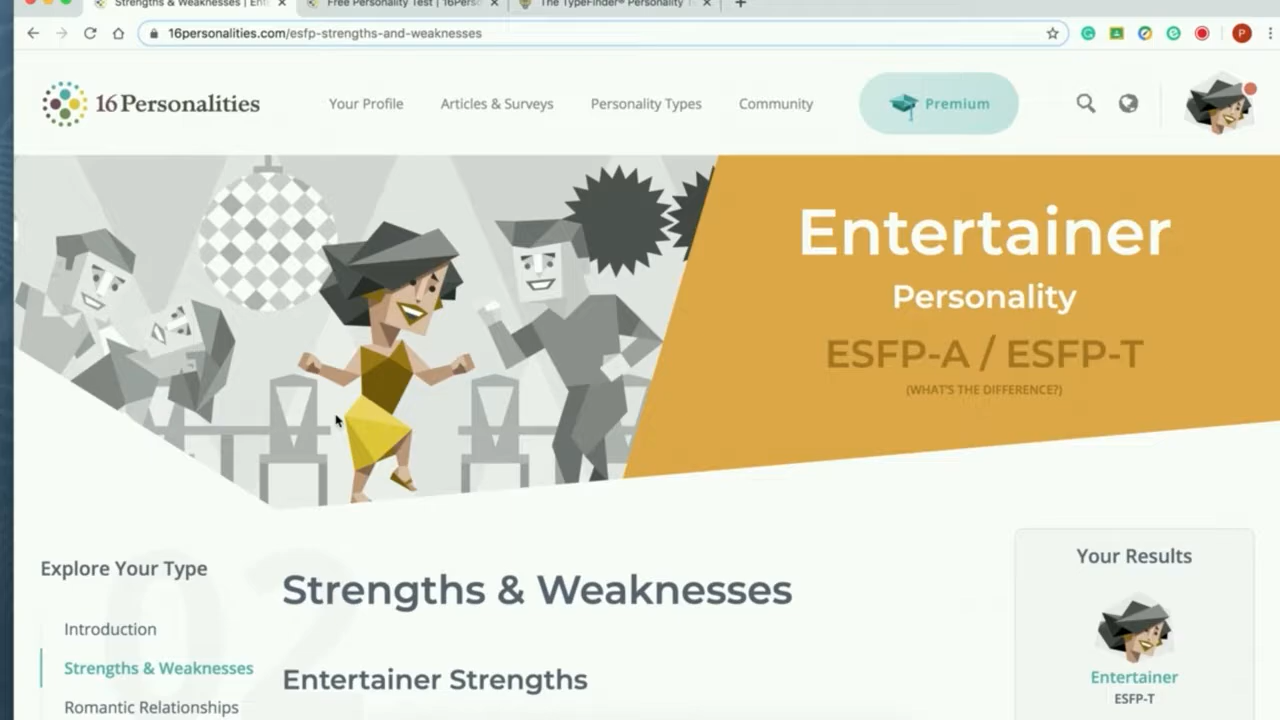 Strengths & Weaknesses | Ent
Free Personality Test | 16Perso
The TypeFinder® Personality T
16personalities.com/esfp-strengths-and-weaknesses
P
16Personalities
Your Profile
Articles & Surveys
Personality Types
Community
Premium
Entertainer
Personality
ESFP-A / ESFP-T
(WHAT'S THE DIFFERENCE?)
02
Explore Your Type
Introduction
Strengths & Weaknesses
Romantic Relationships
Strengths & Weaknesses
Entertainer Strengths
Your Results
Entertainer
ESFP-T